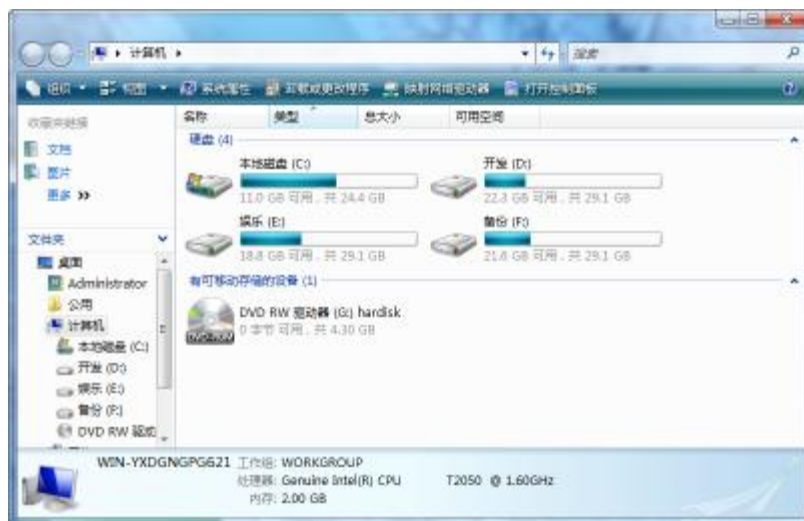 计算机
搜索
组织 视图 系统属性 卸载或更改程序 映射网络驱动器 打开控制面板
收藏夹链接
文档
图片
更多 >>
文件夹
桌面
Administrator
公用
计算机
本地磁盘 (C:)
开发 (D:)
娱乐 (E:)
备份 (F:)
DVD RW 驱动
名称 类型 总大小 可用空间
硬盘 (4)
本地磁盘 (C:)
11.0 GB 可用，共 24.4 GB
开发 (D:)
22.3 GB 可用，共 29.1 GB
娱乐 (E:)
18.8 GB 可用，共 29.1 GB
备份 (F:)
21.6 GB 可用，共 29.1 GB
有可移动存储的设备 (1)
DVD RW 驱动器 (G:) hardisk
0 字节 可用，共 4.30 GB
DVD-ROM
WIN-YXDGNGPG621 工作组: WORKGROUP
处理器: Genuine Intel(R) CPU T2050 @ 1.60GHz
内存: 2.00 GB